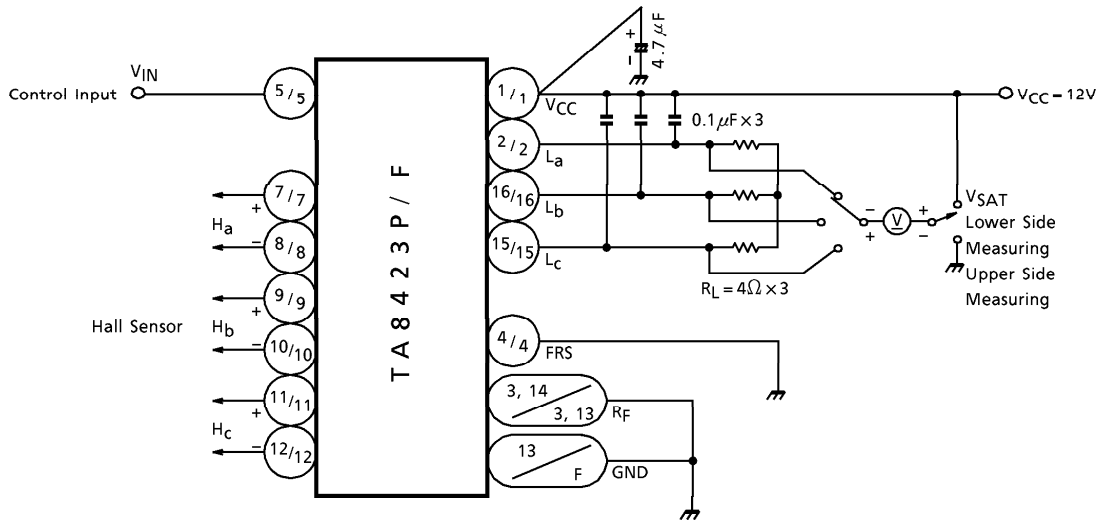 +
4.7μF
−
Control Input
VIN
5/5
1/1
VCC
VCC−12V
0.1μF×3
2/2
La
TA8423P/F
7/7
+
Ha
−
8/8
16/16
Lb
15/15
Lc
−
+
V
+
−
VSAT
Lower Side
Measuring
Upper Side
Measuring
RL=4Ω×3
9/9
+
Hall Sensor
Hb
−
10/10
4/4
FRS
11/11
+
Hc
−
12/12
3, 14
3, 13
RF
13
F
GND